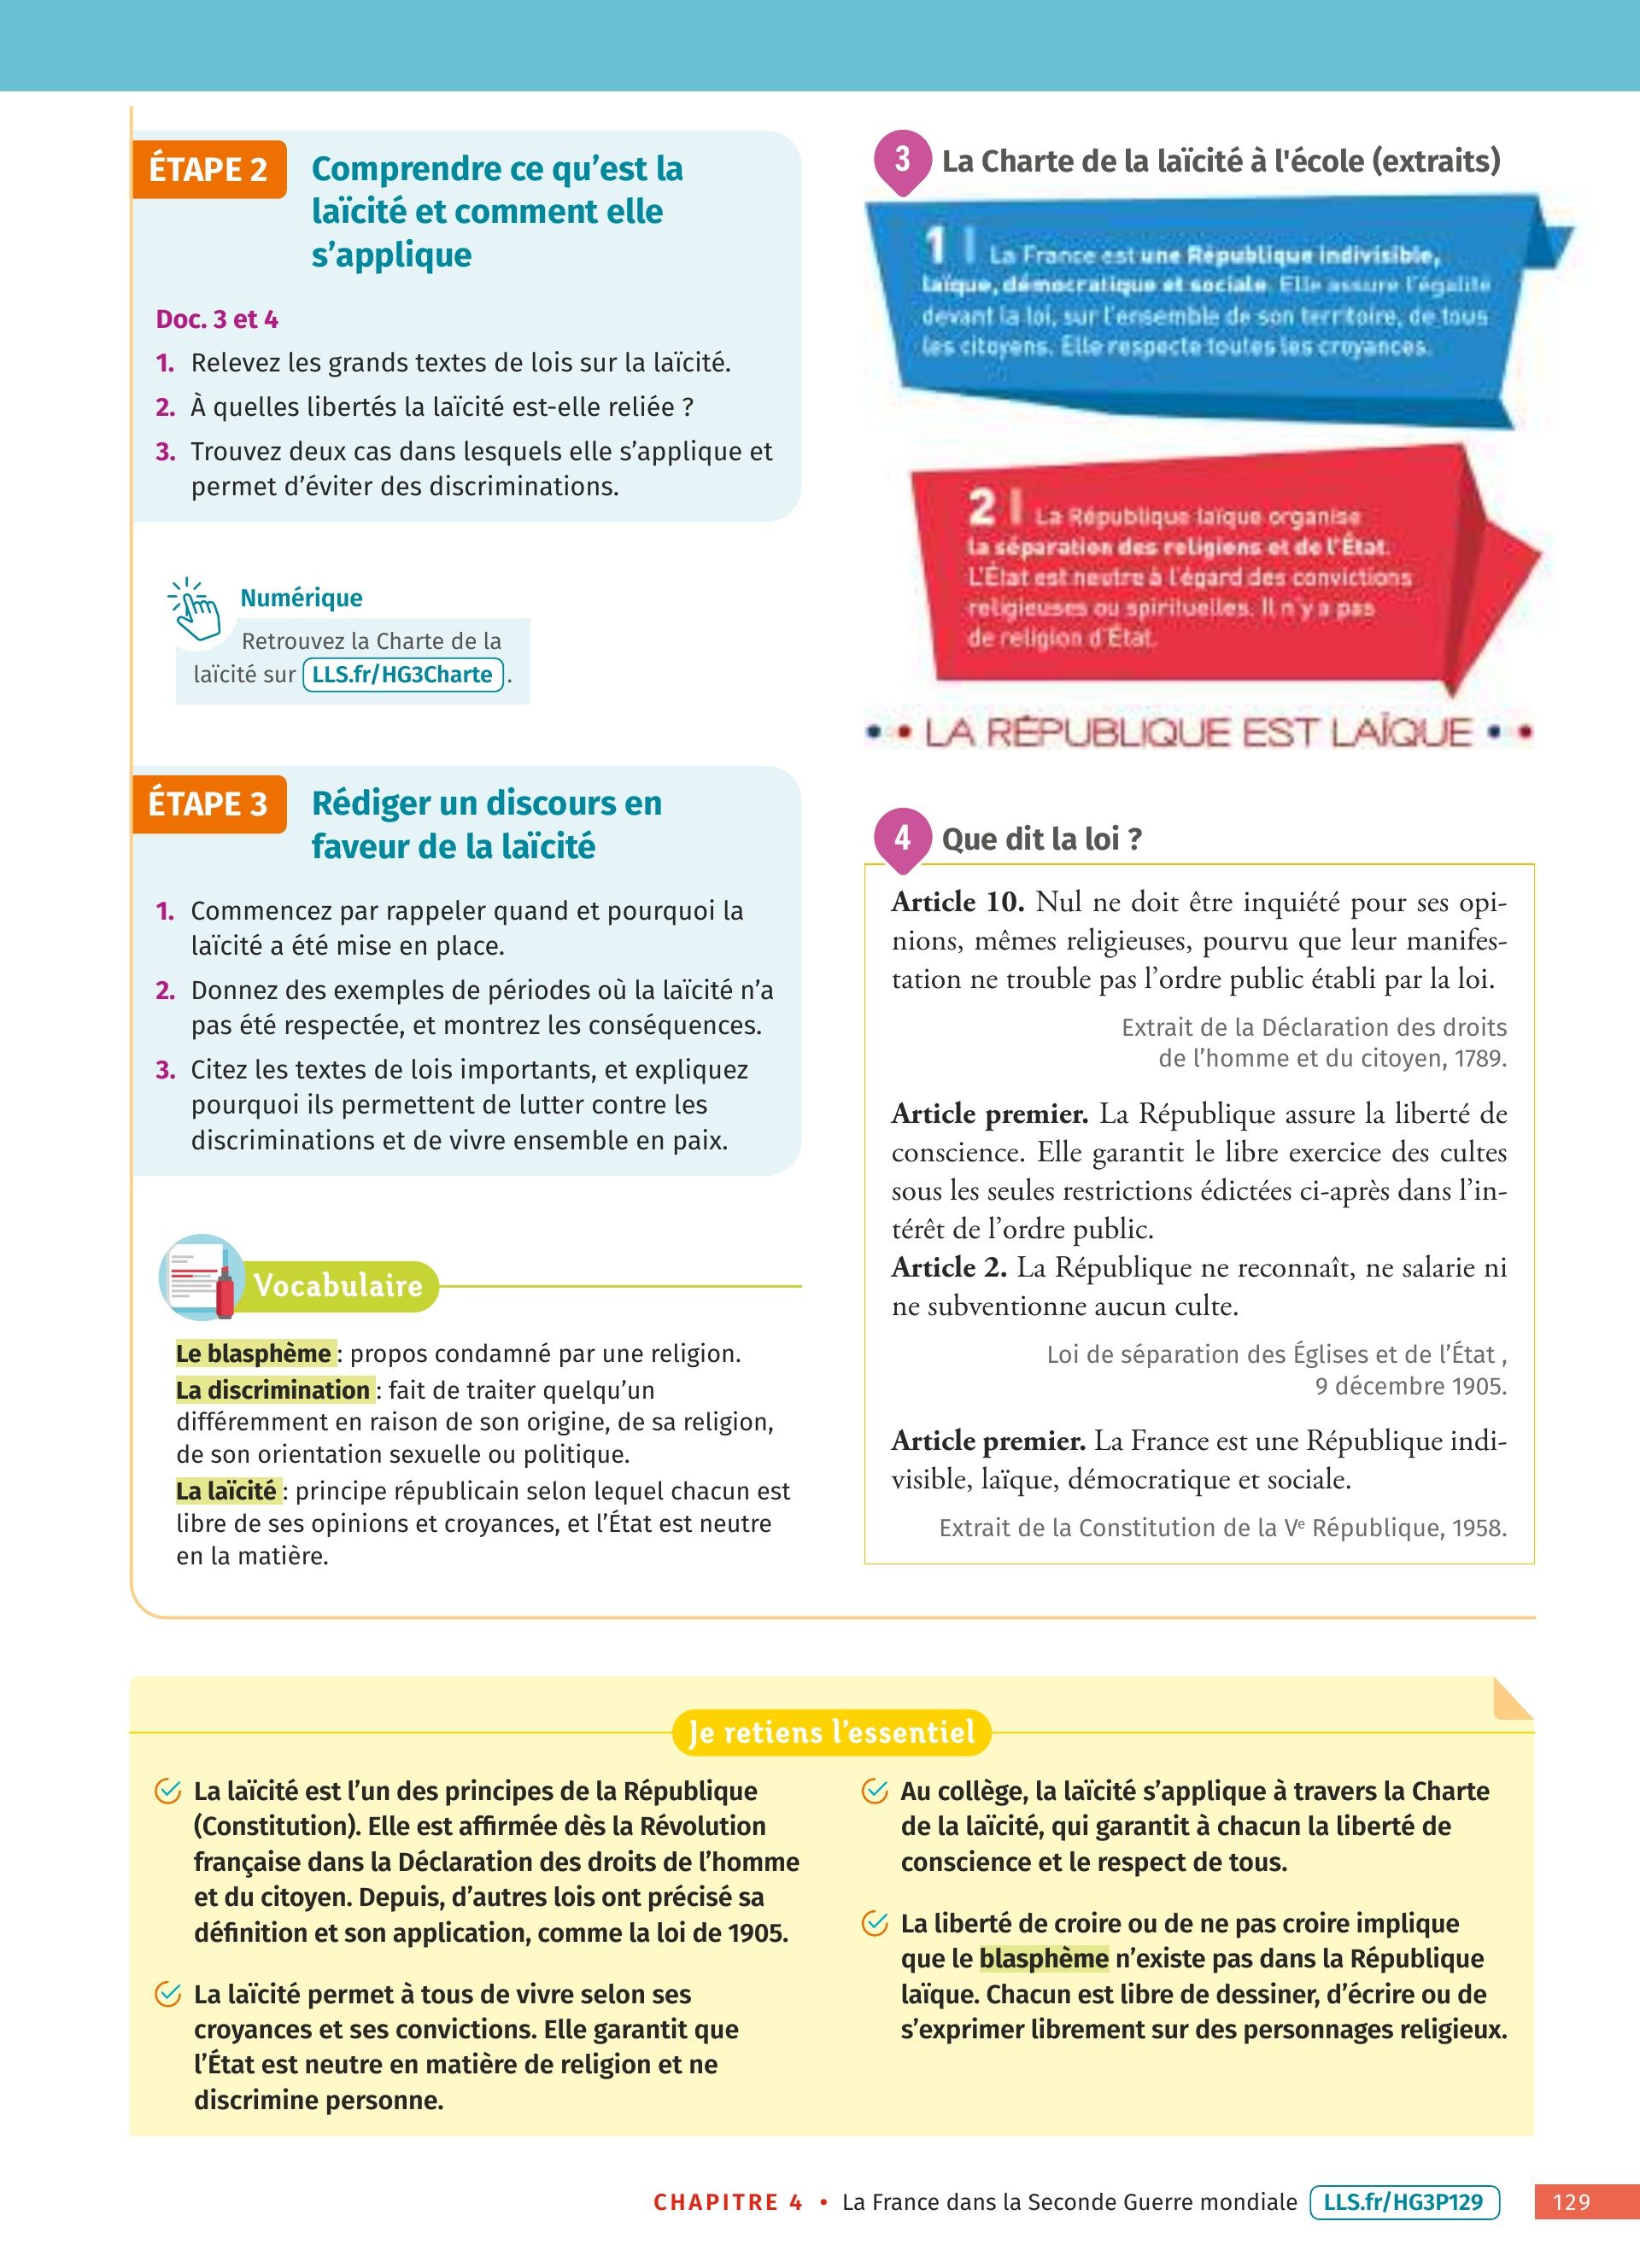 ÉTAPE 2
Comprendre ce qu’est la
laïcité et comment elle
s’applique
Doc. 3 et 4
1. Relevez les grands textes de lois sur la laïcité.
2. À quelles libertés la laïcité est-elle reliée ?
3. Trouvez deux cas dans lesquels elle s’applique et
permet d’éviter des discriminations.
Numérique
Retrouvez la Charte de la
laïcité sur LLS.fr/HG3Charte .
ÉTAPE 3
Rédiger un discours en
faveur de la laïcité
1. Commencez par rappeler quand et pourquoi la
laïcité a été mise en place.
2. Donnez des exemples de périodes où la laïcité n’a
pas été respectée, et montrez les conséquences.
3. Citez les textes de lois importants, et expliquez
pourquoi ils permettent de lutter contre les
discriminations et de vivre ensemble en paix.
Vocabulaire
Le blasphème : propos condamné par une religion.
La discrimination : fait de traiter quelqu’un
différemment en raison de son origine, de sa religion,
de son orientation sexuelle ou politique.
La laïcité : principe républicain selon lequel chacun est
libre de ses opinions et croyances, et l’État est neutre
en la matière.
3 La Charte de la laïcité à l'école (extraits)
1 | La France est une République indivisible,
laïque, démocratique et sociale. Elle assure l’égalité
devant la loi, sur l’ensemble de son territoire, de tous
les citoyens. Elle respecte toutes les croyances.
2 | La République laïque organise
la séparation des religions et de l’État.
L’État est neutre à l’égard des convictions
religieuses ou spirituelles. Il n’y a pas
de religion d’État.
•• LA RÉPUBLIQUE EST LAÏQUE ••
4 Que dit la loi ?
Article 10. Nul ne doit être inquiété pour ses opi-
nions, mêmes religieuses, pourvu que leur manifes-
tation ne trouble pas l’ordre public établi par la loi.
Extrait de la Déclaration des droits
de l’homme et du citoyen, 1789.
Article premier. La République assure la liberté de
conscience. Elle garantit le libre exercice des cultes
sous les seules restrictions édictées ci-après dans l’in-
térêt de l’ordre public.
Article 2. La République ne reconnaît, ne salarie ni
ne subventionne aucun culte.
Loi de séparation des Églises et de l’État ,
9 décembre 1905.
Article premier. La France est une République indi-
visible, laïque, démocratique et sociale.
Extrait de la Constitution de la Ve République, 1958.
Je retiens l’essentiel
La laïcité est l’un des principes de la République
(Constitution). Elle est affirmée dès la Révolution
française dans la Déclaration des droits de l’homme
et du citoyen. Depuis, d’autres lois ont précisé sa
définition et son application, comme la loi de 1905.
La laïcité permet à tous de vivre selon ses
croyances et ses convictions. Elle garantit que
l’État est neutre en matière de religion et ne
discrimine personne.
Au collège, la laïcité s’applique à travers la Charte
de la laïcité, qui garantit à chacun la liberté de
conscience et le respect de tous.
La liberté de croire ou de ne pas croire implique
que le blasphème n’existe pas dans la République
laïque. Chacun est libre de dessiner, d’écrire ou de
s’exprimer librement sur des personnages religieux.
CHAPITRE 4 • La France dans la Seconde Guerre mondiale LLS.fr/HG3P129 129